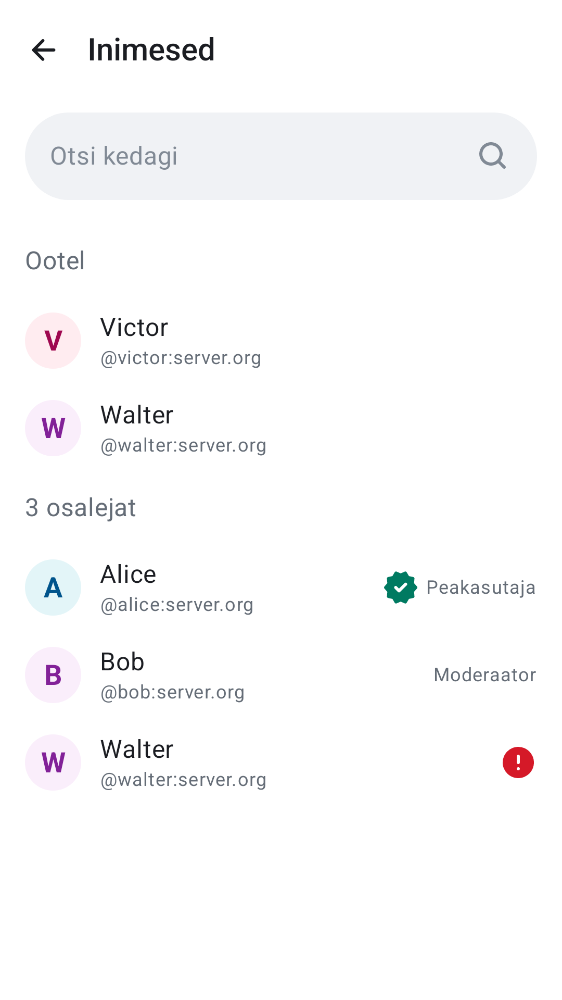 Inimesed
Otsi kedagi
Ootel
V
Victor
@victor:server.org
W
Walter
@walter:server.org
3 osalejat
A
Alice
@alice:server.org
Peakasutaja
B
Bob
@bob:server.org
Moderaator
W
Walter
@walter:server.org